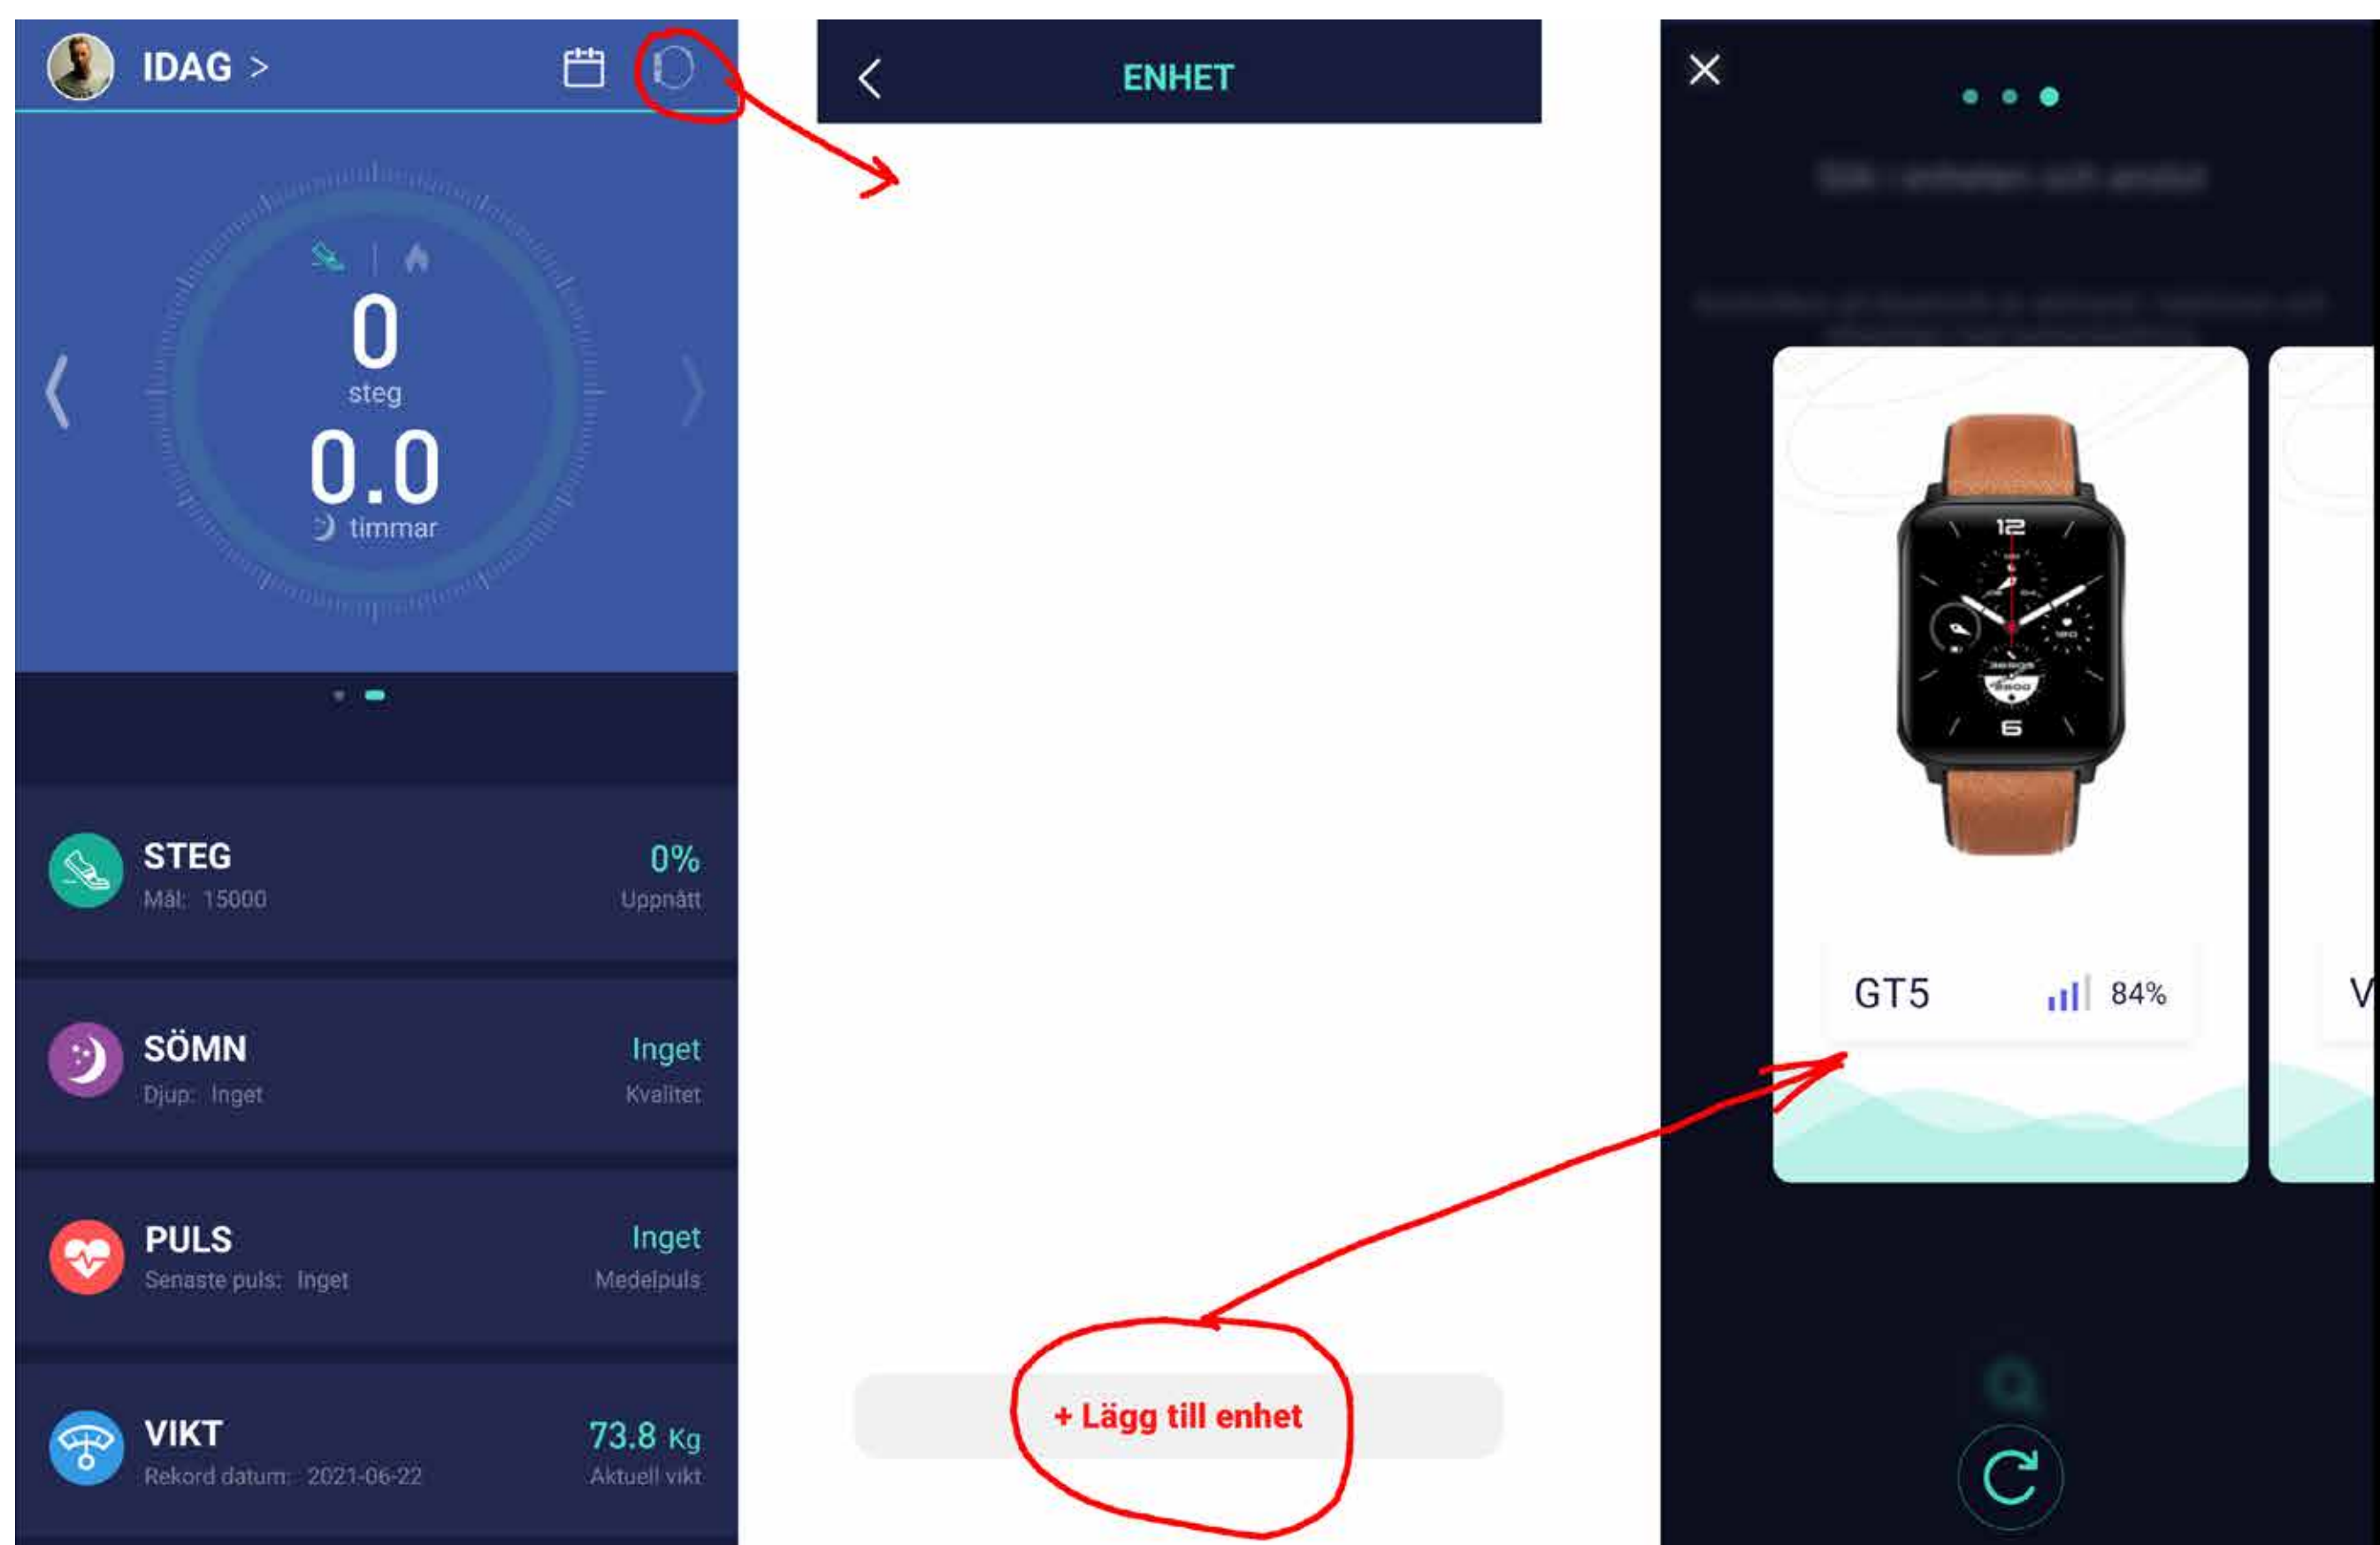 IDAG >
0
steg
0.0
timmar
STEG
0%
Mål: 15000
Uppnått
SÖMN
Inget
Djup: Inget
Kvalitet
PULS
Inget
Senaste puls: Inget
Medelpuls
VIKT
73.8 Kg
Rekord datum: 2021-06-22
Aktuell vikt
ENHET
+ Lägg till enhet
12
6
GT5
84%
V